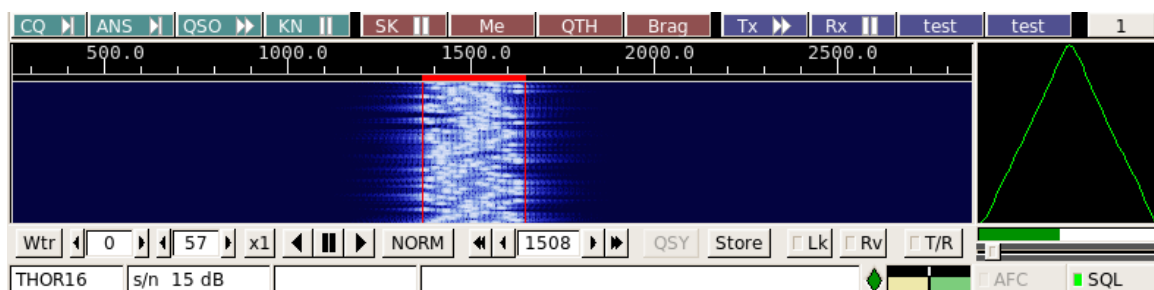 CQ ANS QSO KN SK Me QTH Brag Tx Rx test test 1
500.0 1000.0 1500.0 2000.0 2500.0
Wtr 0 57 x1 NORM 1508 QSY Store Lk Rv T/R
THOR16 s/n 15 dB AFC SQL